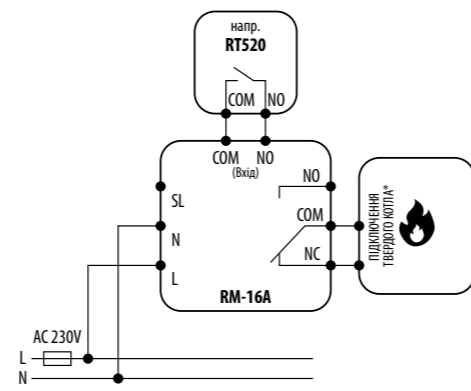 напр.
RT520
COM NO
COM NO
(Вхід)
NO
SL
COM
N
NC
L
RM-16A
ПІДКЛЮЧЕННЯ
ТВЕРДОГО КОТЛА*
AC 230V
L
N